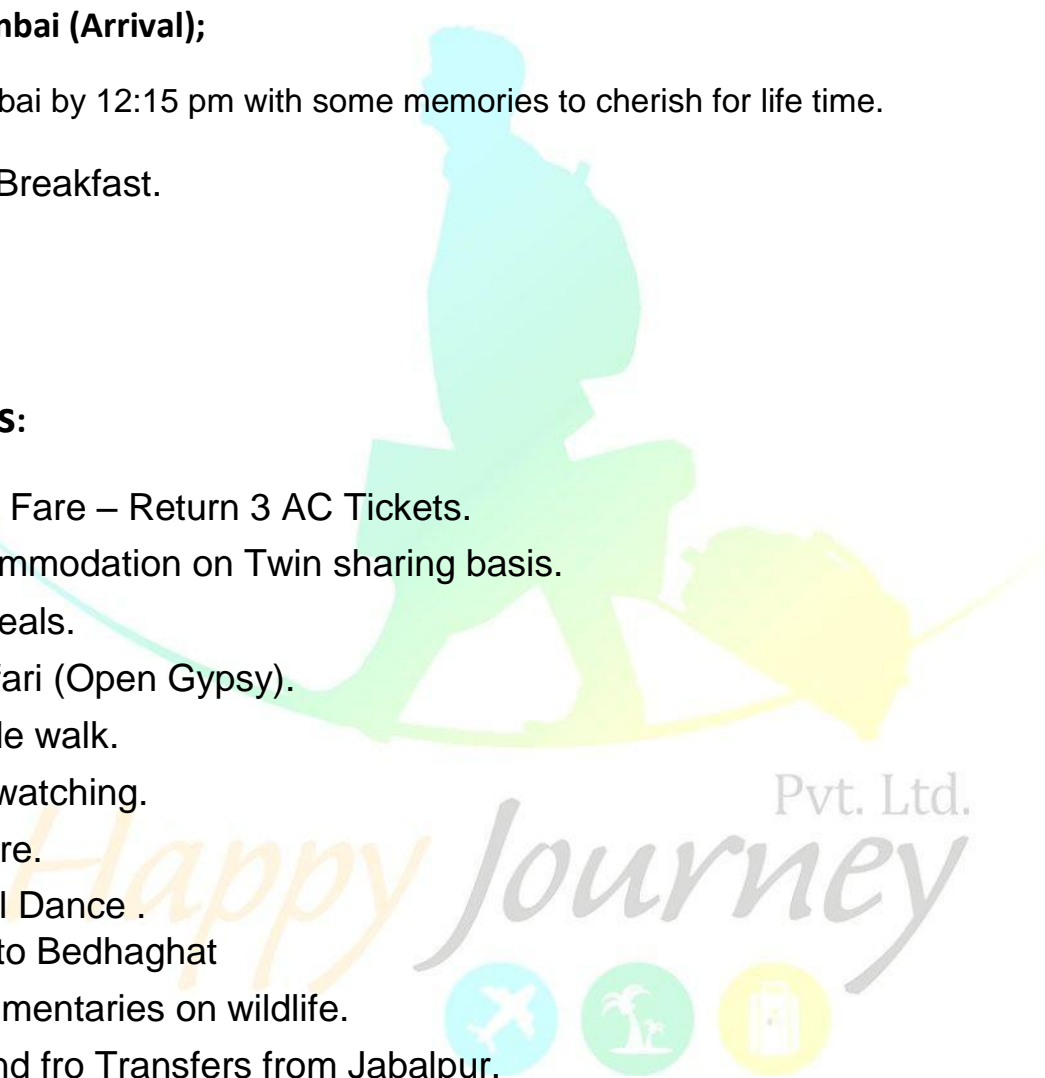 nbai (Arrival);
bai by 12:15 pm with some memories to cherish for life time.
Breakfast.
S:
Fare – Return 3 AC Tickets.
mmodation on Twin sharing basis.
eals.
fari (Open Gypsy).
le walk.
watching.
re.
l Dance .
to Bedhaghat
mentaries on wildlife.
nd fro Transfers from Jabalpur.
Pvt. Ltd.
Happy Journey